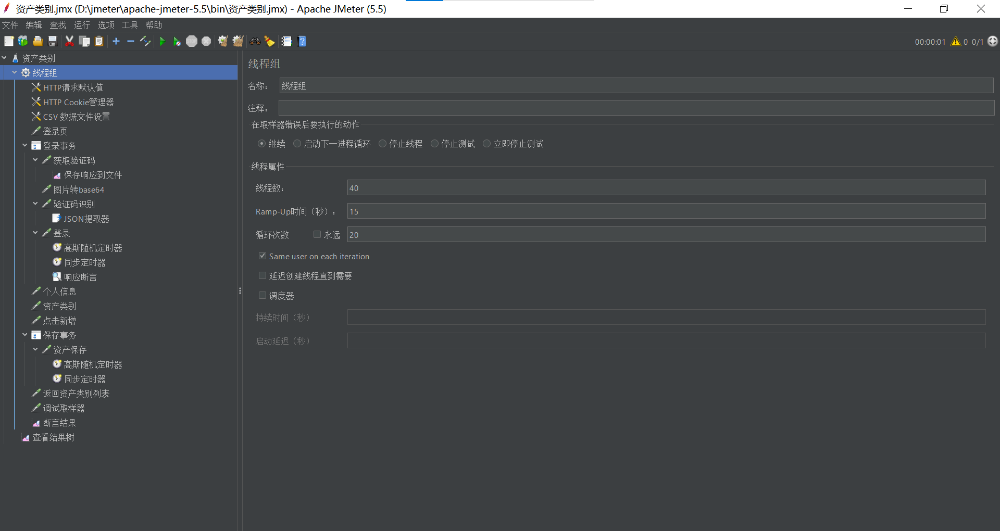 资产类别.jmx (D:\jmeter\apache-jmeter-5.5\bin\资产类别.jmx) - Apache JMeter (5.5)
文件 编辑 查找 运行 选项 工具 帮助
00:00:01 0 0/1
资产类别
线程组
HTTP请求默认值
HTTP Cookie管理器
CSV 数据文件设置
登录页
登录事务
获取验证码
保存响应到文件
图片转base64
验证码识别
JSON提取器
登录
高斯随机定时器
同步定时器
响应断言
个人信息
资产类别
点击新增
保存事务
资产保存
高斯随机定时器
同步定时器
返回资产类别列表
调试取样器
断言结果
查看结果树
线程组
名称： 线程组
注释：
在取样器错误后要执行的动作
继续 启动下一进程循环 停止线程 停止测试 立即停止测试
线程属性
线程数： 40
Ramp-Up时间（秒）： 15
循环次数 永远 20
Same user on each iteration
延迟创建线程直到需要
调度器
持续时间（秒）
启动延迟（秒）